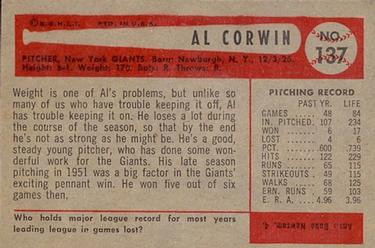 © B.G.H.L.I. PRTD. IN U.S.A.
AL CORWIN
NO.
137
PITCHER, New York GIANTS. Born: Newburgh, N. Y., 12/3/26.
Height: 6-1. Weight: 170. Bats: R. Throws: R.
Weight is one of Al's problems, but unlike so
many of us who have trouble keeping it off, Al
has trouble keeping it on. He loses a lot during
the course of the season, so that by the end
he's not as strong as he might be. He's a good,
steady young pitcher, who has done some won-
derful work for the Giants. His late season
pitching in 1951 was a big factor in the Giants'
exciting pennant win. He won five out of six
games then.
PITCHING RECORD
PAST YR. LIFE
GAMES 48 84
IN. PITCHED 107 234
WON 6 17
LOST 4 6
PCT. 600 739
HITS 122 229
RUNS 65 115
STRIKEOUTS 49 115
WALKS 68 125
ERN. RUNS 59 103
E. R. A. 4.96 3.96
Who holds major league record for most years
leading league in games lost?
Ans: Bobo Newsom, 4.